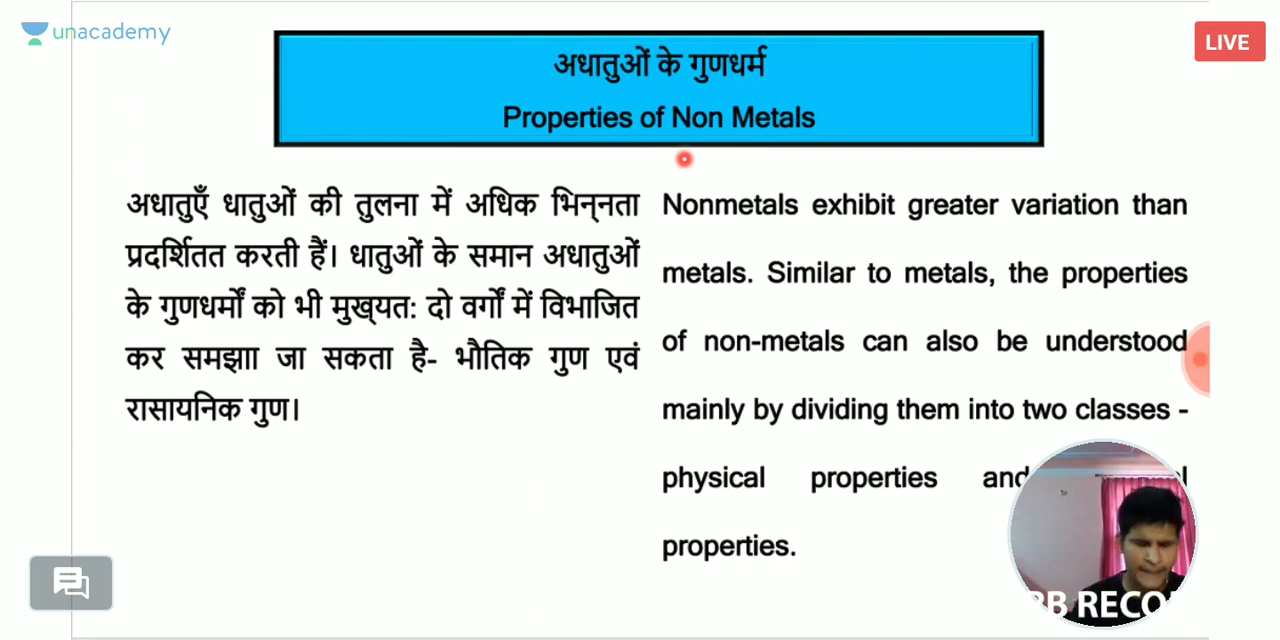 unacademy
LIVE
अधातुओं के गुणधर्म
Properties of Non Metals
अधातुएँ धातुओं की तुलना में अधिक भिन्नता
प्रदर्शितत करती हैं। धातुओं के समान अधातुओं
के गुणधर्मों को भी मुख्यत: दो वर्गों में विभाजित
कर समझाा जा सकता है- भौतिक गुण एवं
रासायनिक गुण।
Nonmetals exhibit greater variation than
metals. Similar to metals, the properties
of non-metals can also be understood
mainly by dividing them into two classes -
physical properties and
properties.